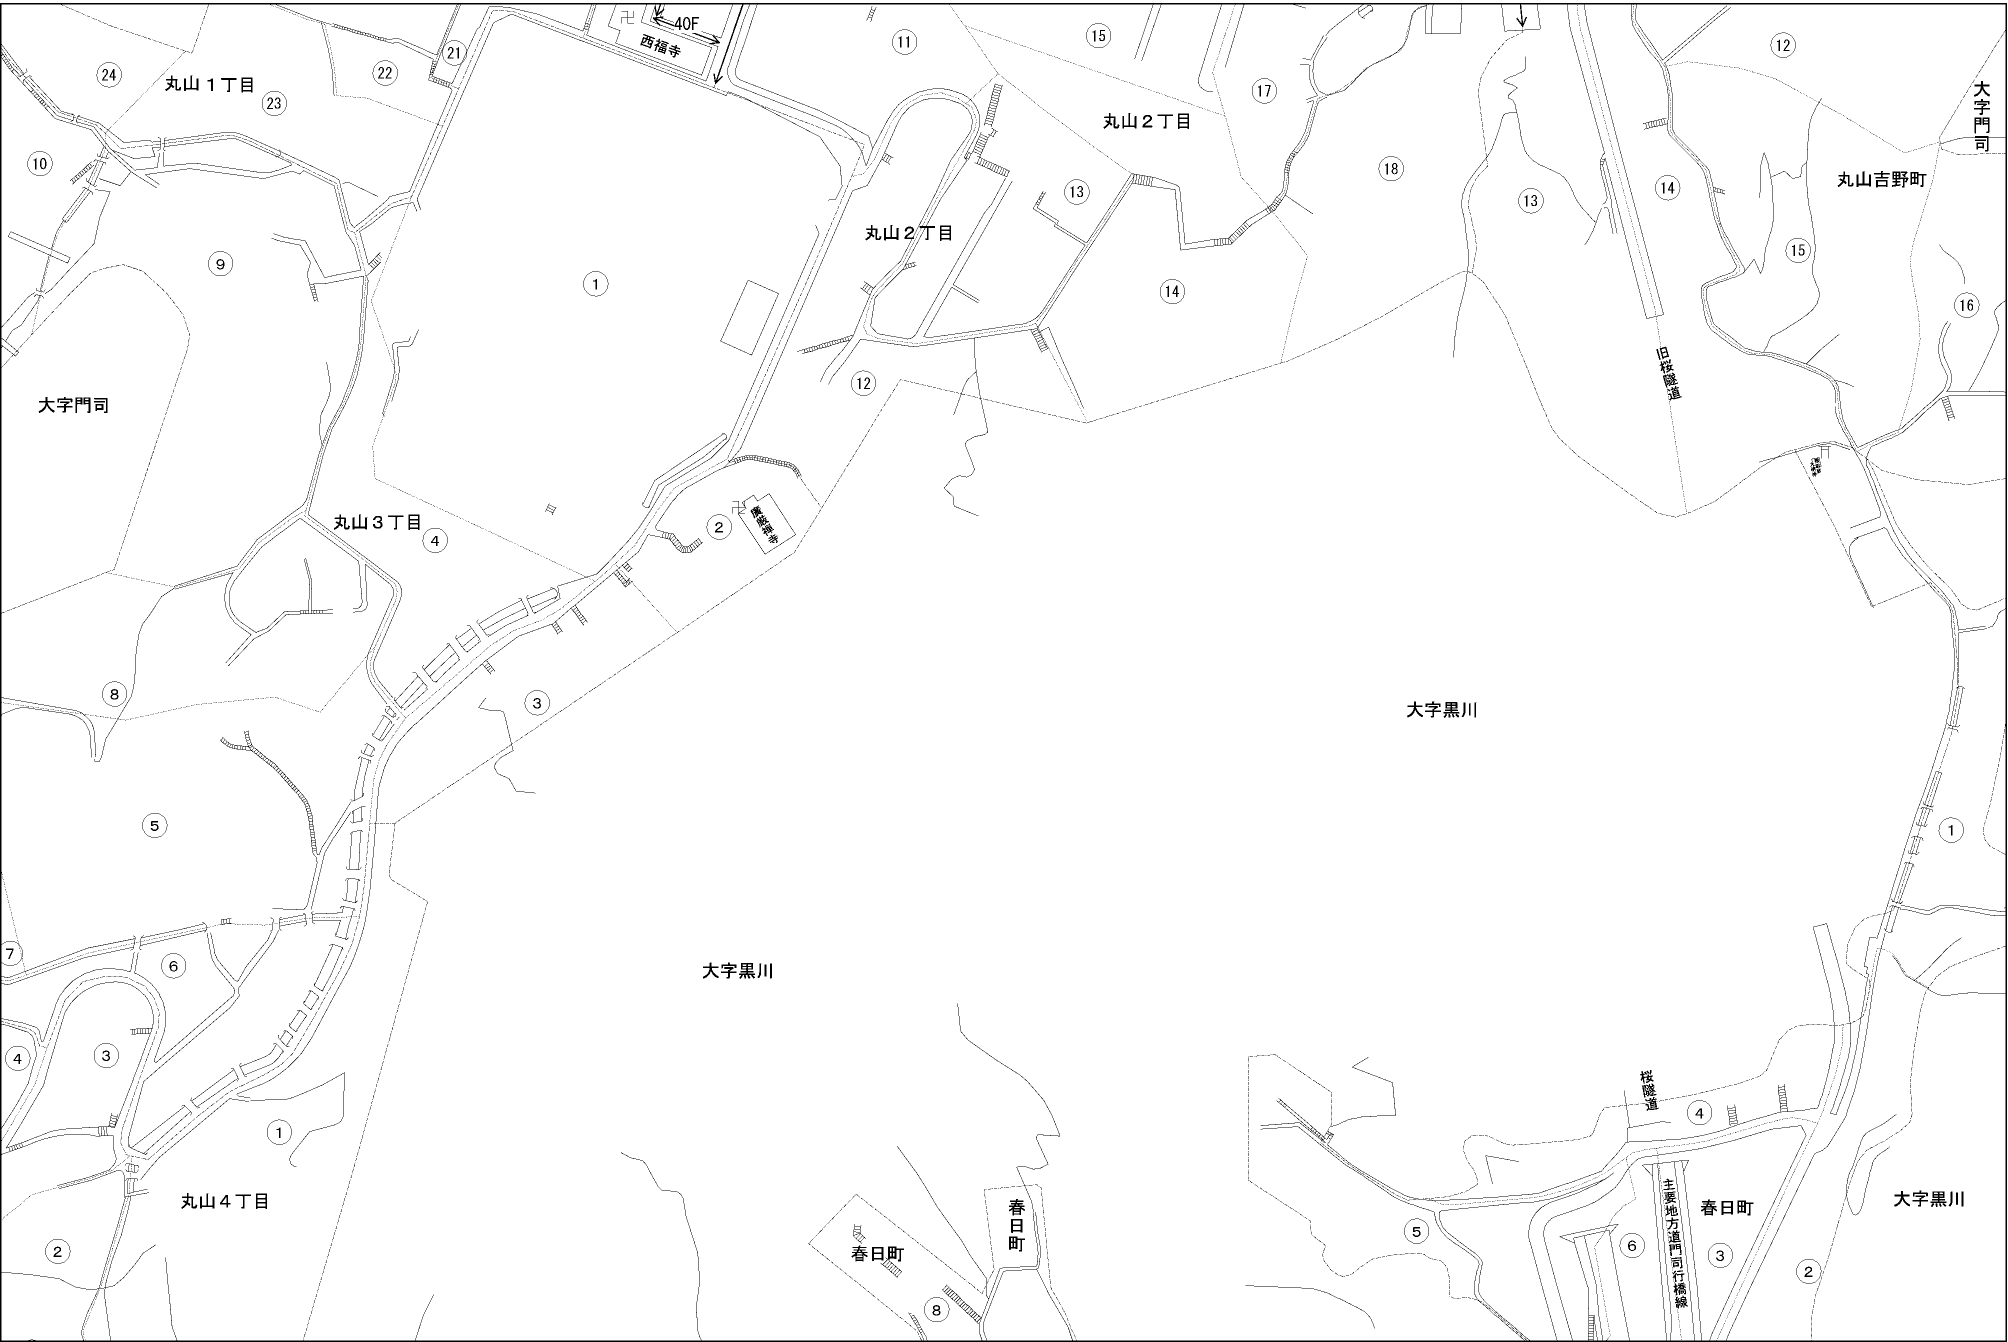 40F
西福寺
11
15
12
21
22
24
丸山１丁目
23
17
大字門司
丸山２丁目
10
18
14
丸山吉野町
13
13
丸山２丁目
15
9
1
14
16
旧桜隧道
12
大字門司
丸山３丁目
4
2
廣厳禅寺
8
3
大字黒川
5
1
7
6
大字黒川
4
3
桜隧道
4
1
丸山４丁目
2
春日町
春日町
8
5
6
主要地方道門司行橋線
春日町
3
2
大字黒川